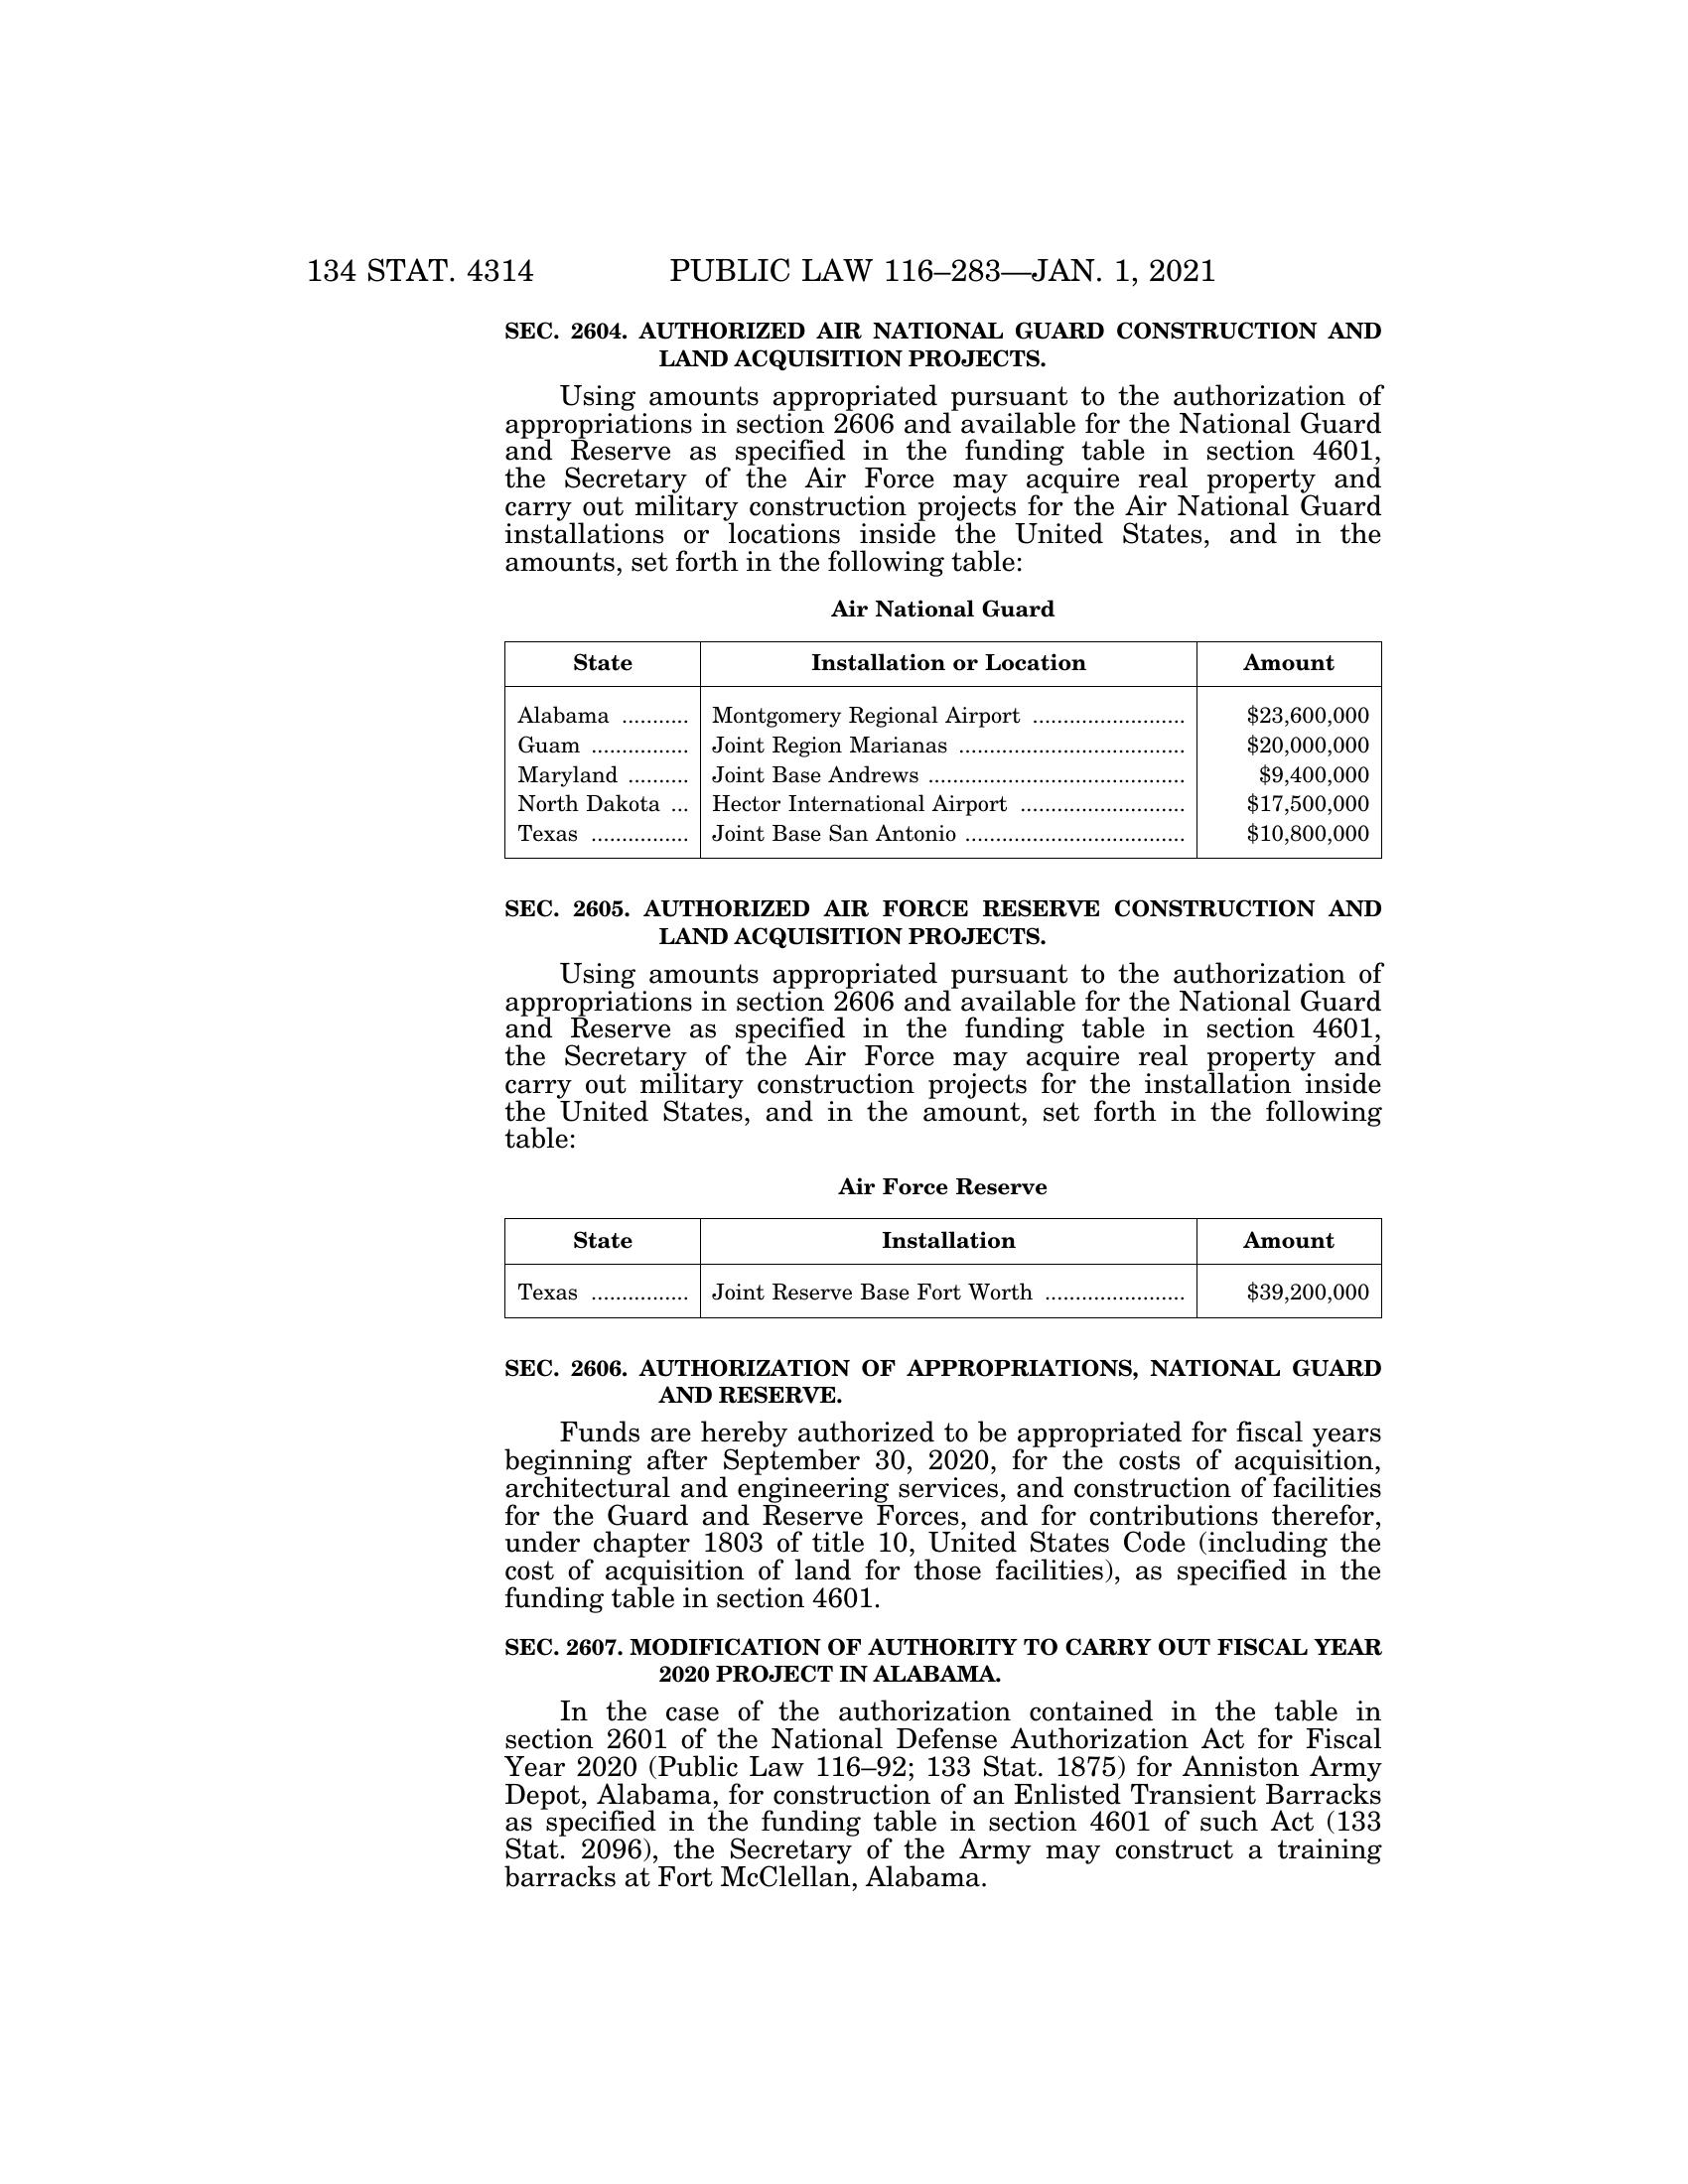 134 STAT. 4314 PUBLIC LAW 116–283—JAN. 1, 2021
SEC. 2604. AUTHORIZED AIR NATIONAL GUARD CONSTRUCTION AND
LAND ACQUISITION PROJECTS.
Using amounts appropriated pursuant to the authorization of
appropriations in section 2606 and available for the National Guard
and Reserve as specified in the funding table in section 4601,
the Secretary of the Air Force may acquire real property and
carry out military construction projects for the Air National Guard
installations or locations inside the United States, and in the
amounts, set forth in the following table:
Air National Guard
State Installation or Location Amount
Alabama ........... Montgomery Regional Airport ......................... $23,600,000
Guam ................ Joint Region Marianas ..................................... $20,000,000
Maryland .......... Joint Base Andrews .......................................... $9,400,000
North Dakota ... Hector International Airport ........................... $17,500,000
Texas ................ Joint Base San Antonio .................................... $10,800,000
SEC. 2605. AUTHORIZED AIR FORCE RESERVE CONSTRUCTION AND
LAND ACQUISITION PROJECTS.
Using amounts appropriated pursuant to the authorization of
appropriations in section 2606 and available for the National Guard
and Reserve as specified in the funding table in section 4601,
the Secretary of the Air Force may acquire real property and
carry out military construction projects for the installation inside
the United States, and in the amount, set forth in the following
table:
Air Force Reserve
State Installation Amount
Texas ................ Joint Reserve Base Fort Worth ....................... $39,200,000
SEC. 2606. AUTHORIZATION OF APPROPRIATIONS, NATIONAL GUARD
AND RESERVE.
Funds are hereby authorized to be appropriated for fiscal years
beginning after September 30, 2020, for the costs of acquisition,
architectural and engineering services, and construction of facilities
for the Guard and Reserve Forces, and for contributions therefor,
under chapter 1803 of title 10, United States Code (including the
cost of acquisition of land for those facilities), as specified in the
funding table in section 4601.
SEC. 2607. MODIFICATION OF AUTHORITY TO CARRY OUT FISCAL YEAR
2020 PROJECT IN ALABAMA.
In the case of the authorization contained in the table in
section 2601 of the National Defense Authorization Act for Fiscal
Year 2020 (Public Law 116–92; 133 Stat. 1875) for Anniston Army
Depot, Alabama, for construction of an Enlisted Transient Barracks
as specified in the funding table in section 4601 of such Act (133
Stat. 2096), the Secretary of the Army may construct a training
barracks at Fort McClellan, Alabama.